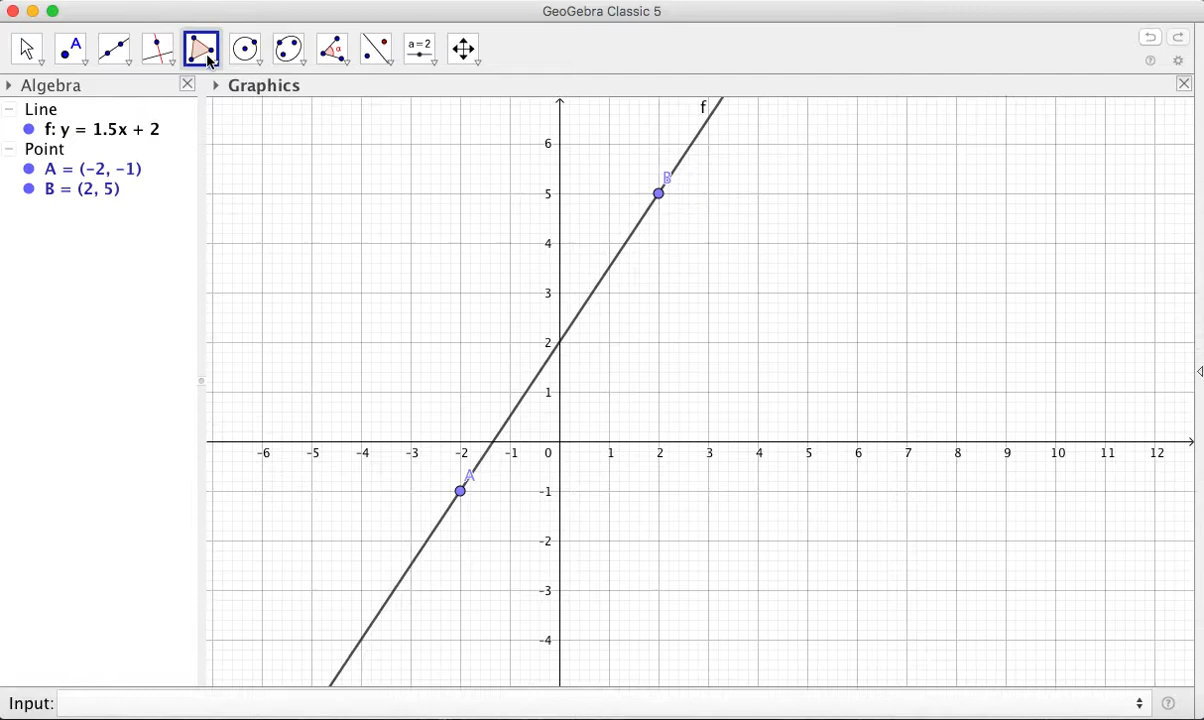 GeoGebra Classic 5
A
α
a=2
Algebra
Graphics
Line
f: y = 1.5x + 2
Point
A = (-2, -1)
B = (2, 5)
f
6
B
5
4
3
2
1
-6 -5 -4 -3 -2 -1 0 1 2 3 4 5 6 7 8 9 10 11 12
A
-1
-2
-3
-4
Input: